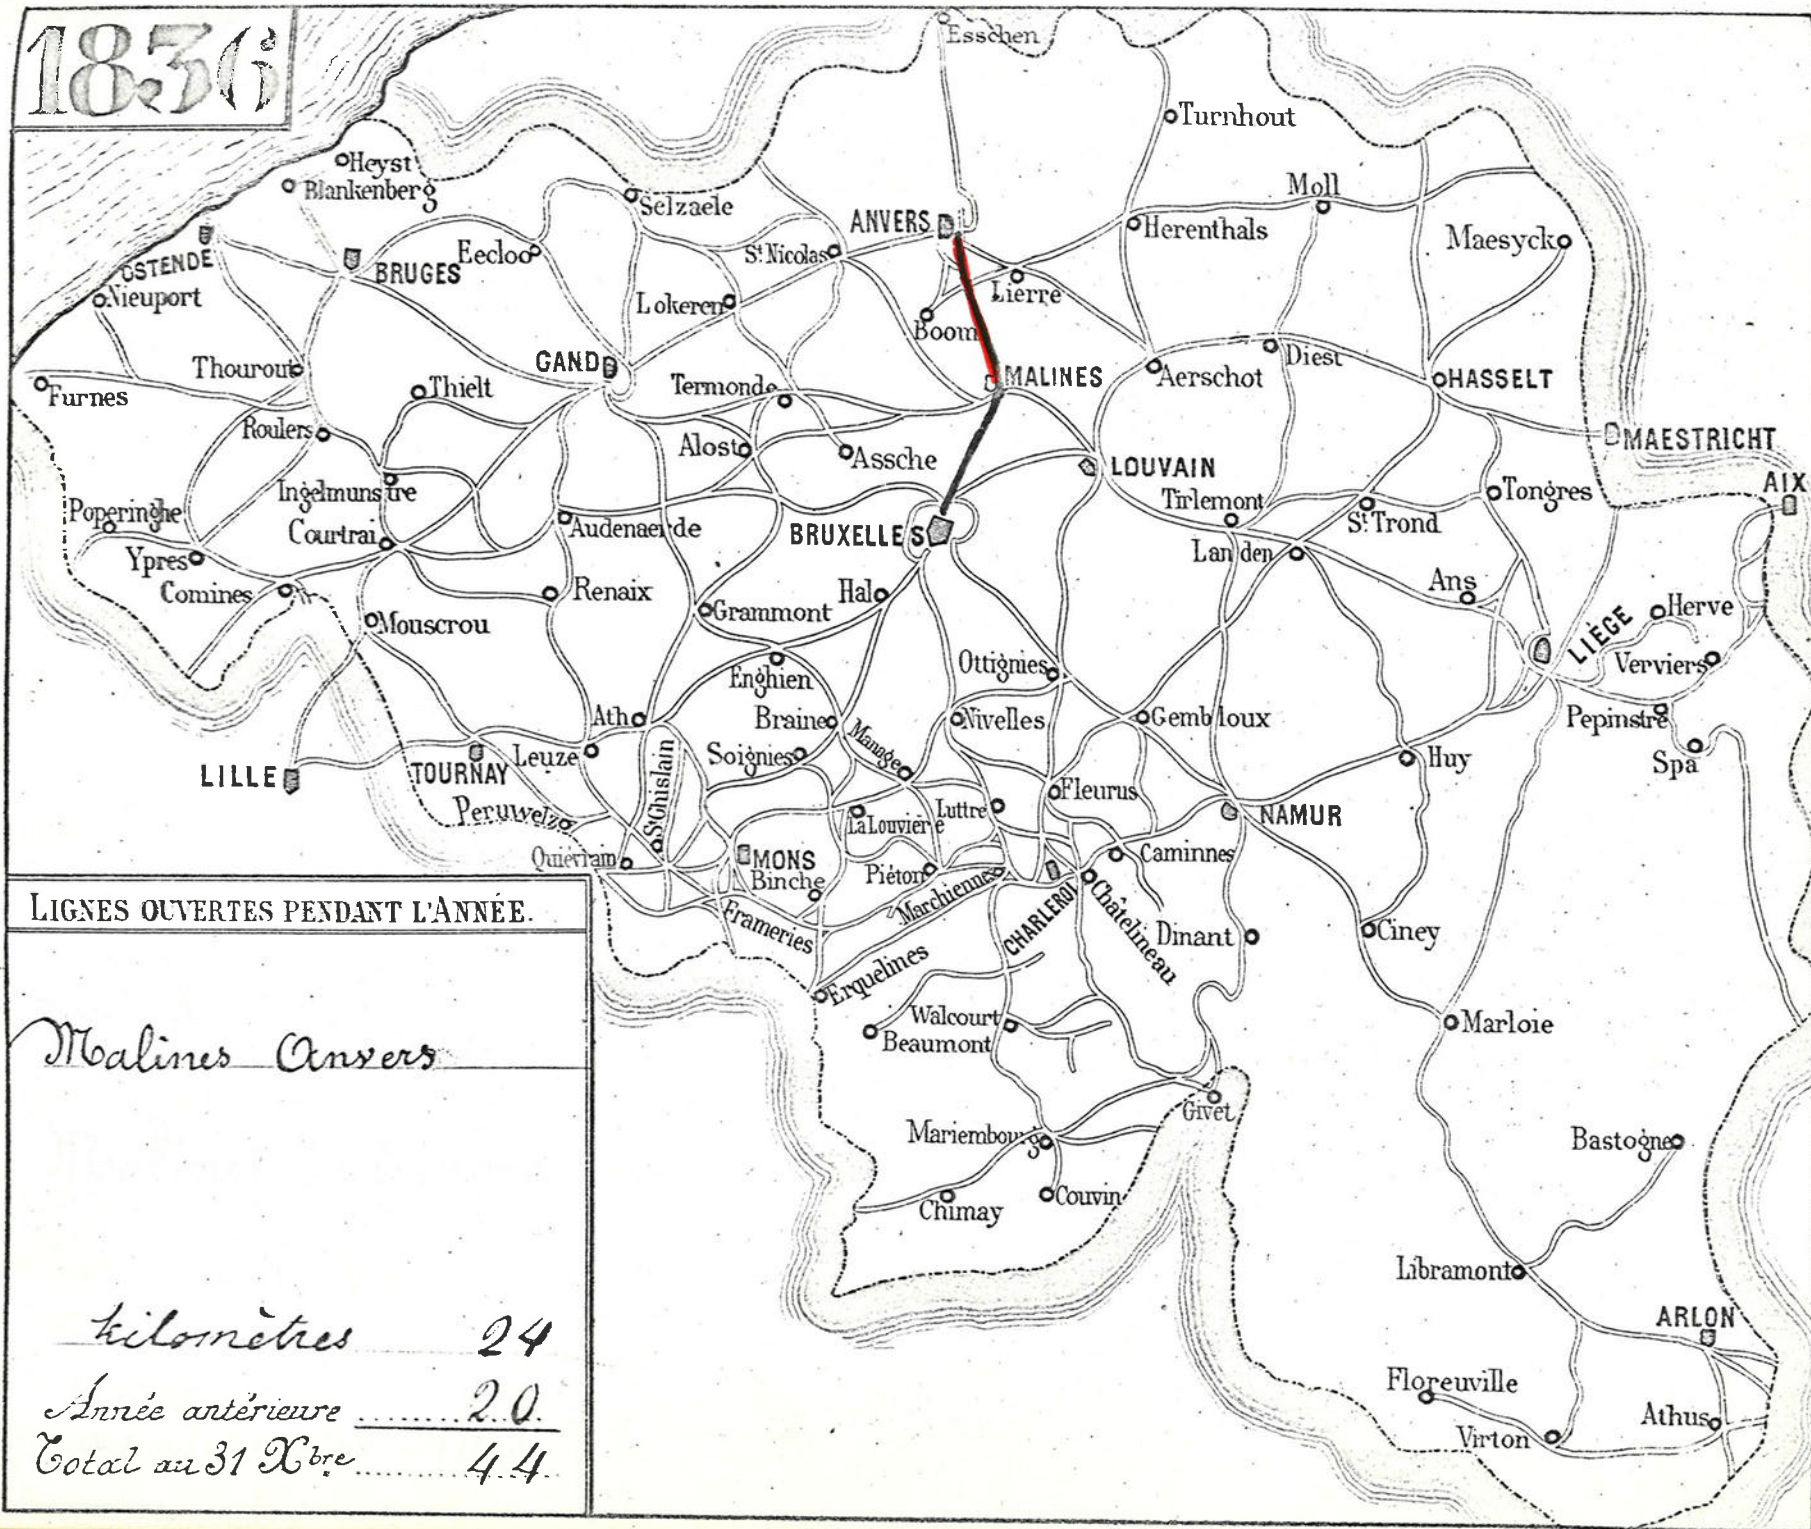 1836
Esschen
Turnhout
Heyst
Blankenberg
Selzaele
Moll
ANVERS
Herenthals
Maesyck
OSTENDE
BRUGES
Eecloo
St. Nicolas
Nieuport
Lokeren
Lierre
Boom
Thourout
GAND
Termonde
MALINES
Aerschot
Diest
HASSELT
Furnes
Thielt
Roulers
Alost
Assche
LOUVAIN
MAESTRICHT
AIX
Ingelmunstre
Tirlemont
Tongres
Poperinghe
Courtrai
Audenaerde
BRUXELLES
St. Trond
Ypres
Landen
Comines
Renaix
Hal
Ans
Mouscrou
Grammont
LIÈGE
Herve
Verviers
Enghien
Ottignies
Ath
Braine
Manage
Nivelles
Gembloux
Pepinstre
LILLE
TOURNAY
Leuze
St Ghislain
Soignies
Huy
Spa
Peruwelz
La Louvière
Luttre
Fleurus
NAMUR
Quiévram
MONS
Binche
Piéton
Marchienne
Caminnes
LIGNES OUVERTES PENDANT L'ANNÉE.
Frameries
CHARLEROI
Châtelineau
Dinant
Ciney
Erquelines
Walcourt
Beaumont
Marloie
Malines Anvers
Givet
Mariembourg
Bastogne
Chimay
Couvin
Libramont
ARLON
kilomètres 24
Floreuville
Année antérieure ........ 20.
Athus
Virton
Total au 31 Xbre ........ 44.